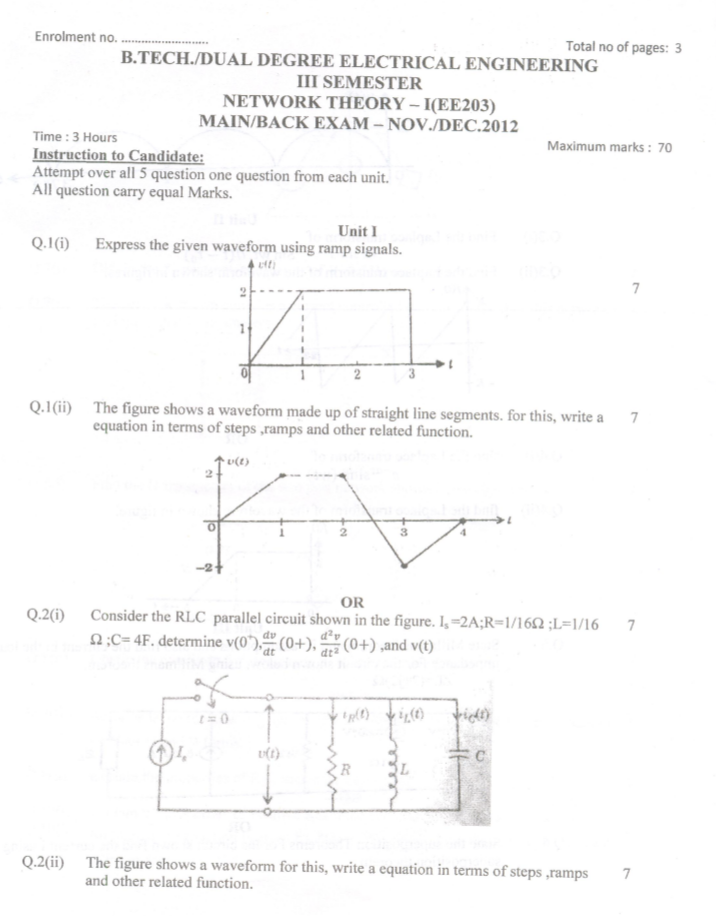 Enrolment no. ............................
Total no of pages: 3
B.TECH./DUAL DEGREE ELECTRICAL ENGINEERING
III SEMESTER
NETWORK THEORY – I(EE203)
MAIN/BACK EXAM – NOV./DEC.2012
Time : 3 Hours
Maximum marks : 70
Instruction to Candidate:
Attempt over all 5 question one question from each unit.
All question carry equal Marks.
Unit I
Q.1(i) Express the given waveform using ramp signals.
v(t)
2
7
1
0 1 2 3 t
Q.1(ii) The figure shows a waveform made up of straight line segments. for this, write a 7
equation in terms of steps ,ramps and other related function.
v(t)
2
0 1 2 3 4 t
−2
OR
Q.2(i) Consider the RLC parallel circuit shown in the figure. Is =2A;R=1/16Ω ;L=1/16 7
Ω ;C= 4F. determine v(0⁺), dv/dt (0+), d²v/dt² (0+) ,and v(t)
t = 0 iR(t) iL(t) iC(t)
Is v(t) R L C
Q.2(ii) The figure shows a waveform for this, write a equation in terms of steps ,ramps 7
and other related function.